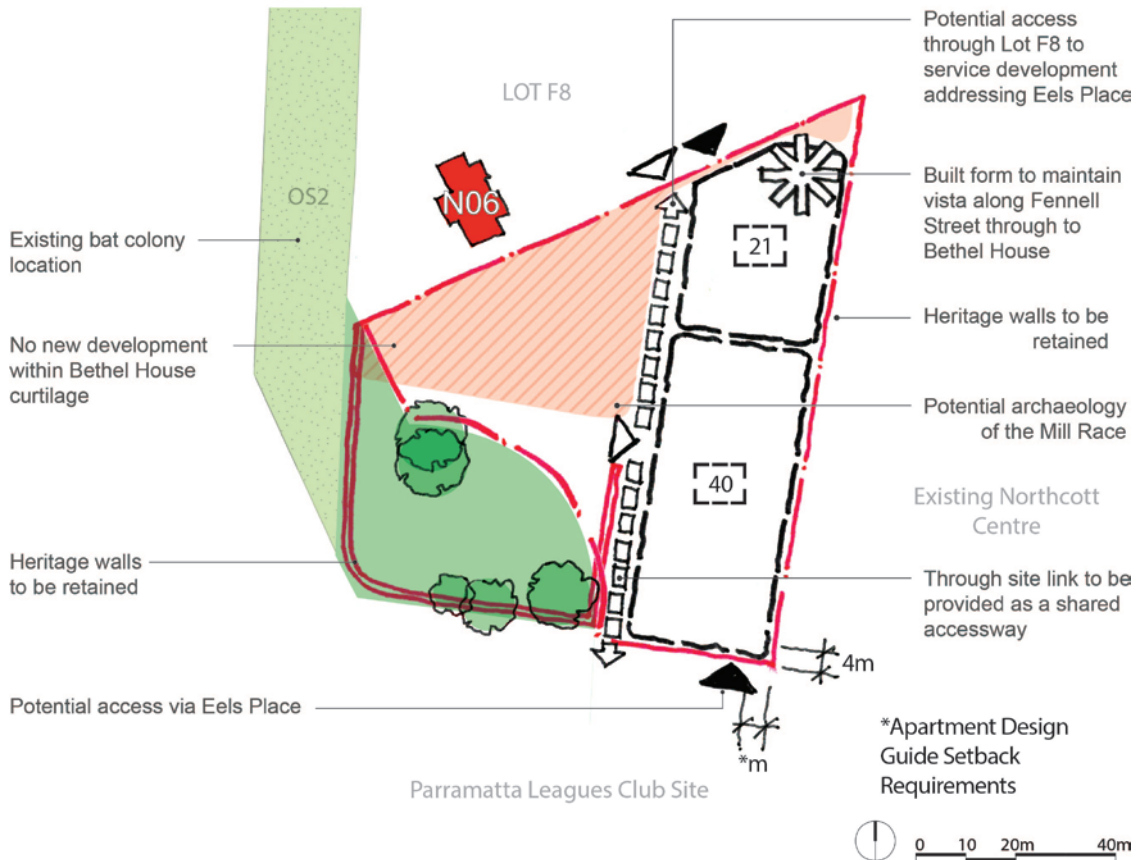 Potential access
through Lot F8 to
service development
addressing Eels Place
LOT F8
N06
OS2
Built form to maintain
vista along Fennell
Street through to
Bethel House
Existing bat colony
location
21
Heritage walls to be
retained
No new development
within Bethel House
curtilage
Potential archaeology
of the Mill Race
40
Existing Northcott
Centre
Heritage walls
to be retained
Through site link to be
provided as a shared
accessway
4m
Potential access via Eels Place
*m
*Apartment Design
Guide Setback
Requirements
Parramatta Leagues Club Site
0 10 20m 40m